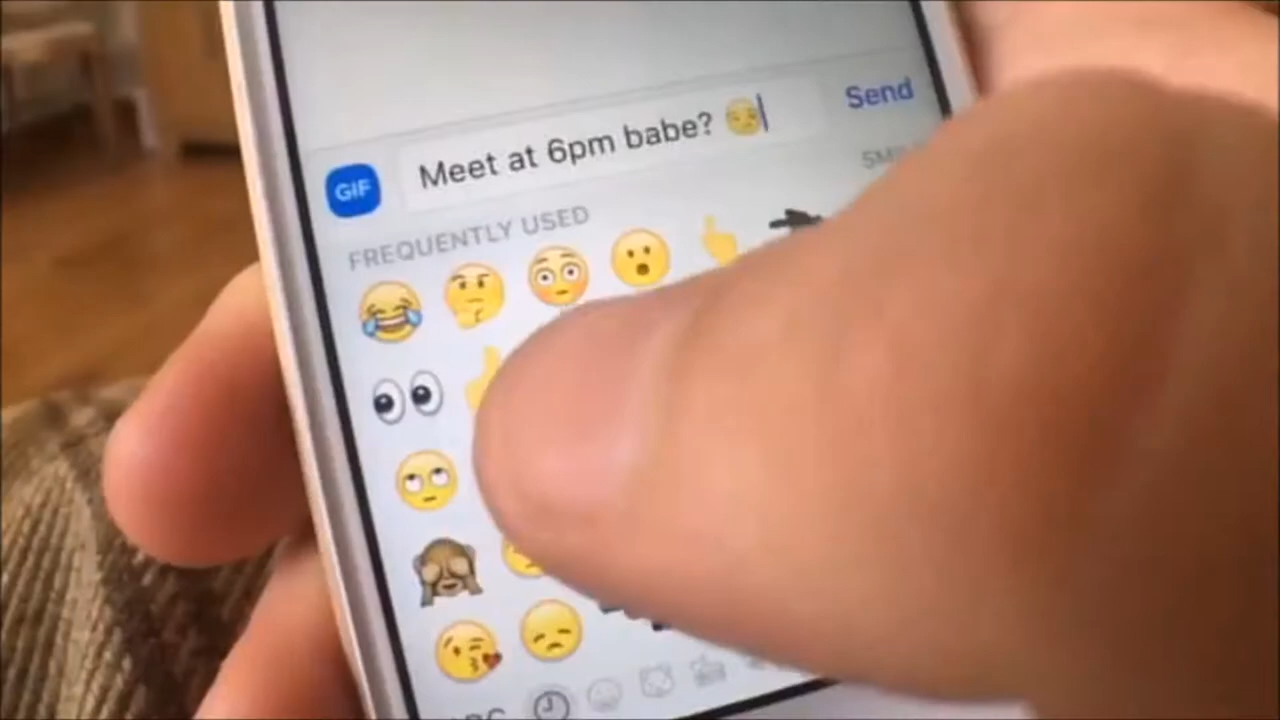 Meet at 6pm babe? 😒
Send
GIF
FREQUENTLY USED